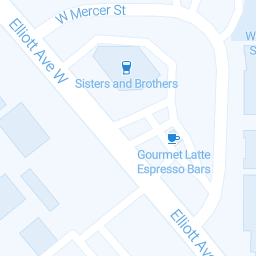 W Mercer St
Elliott Ave W
W
S
Sisters and Brothers
Gourmet Latte
Espresso Bars
Elliott Ave